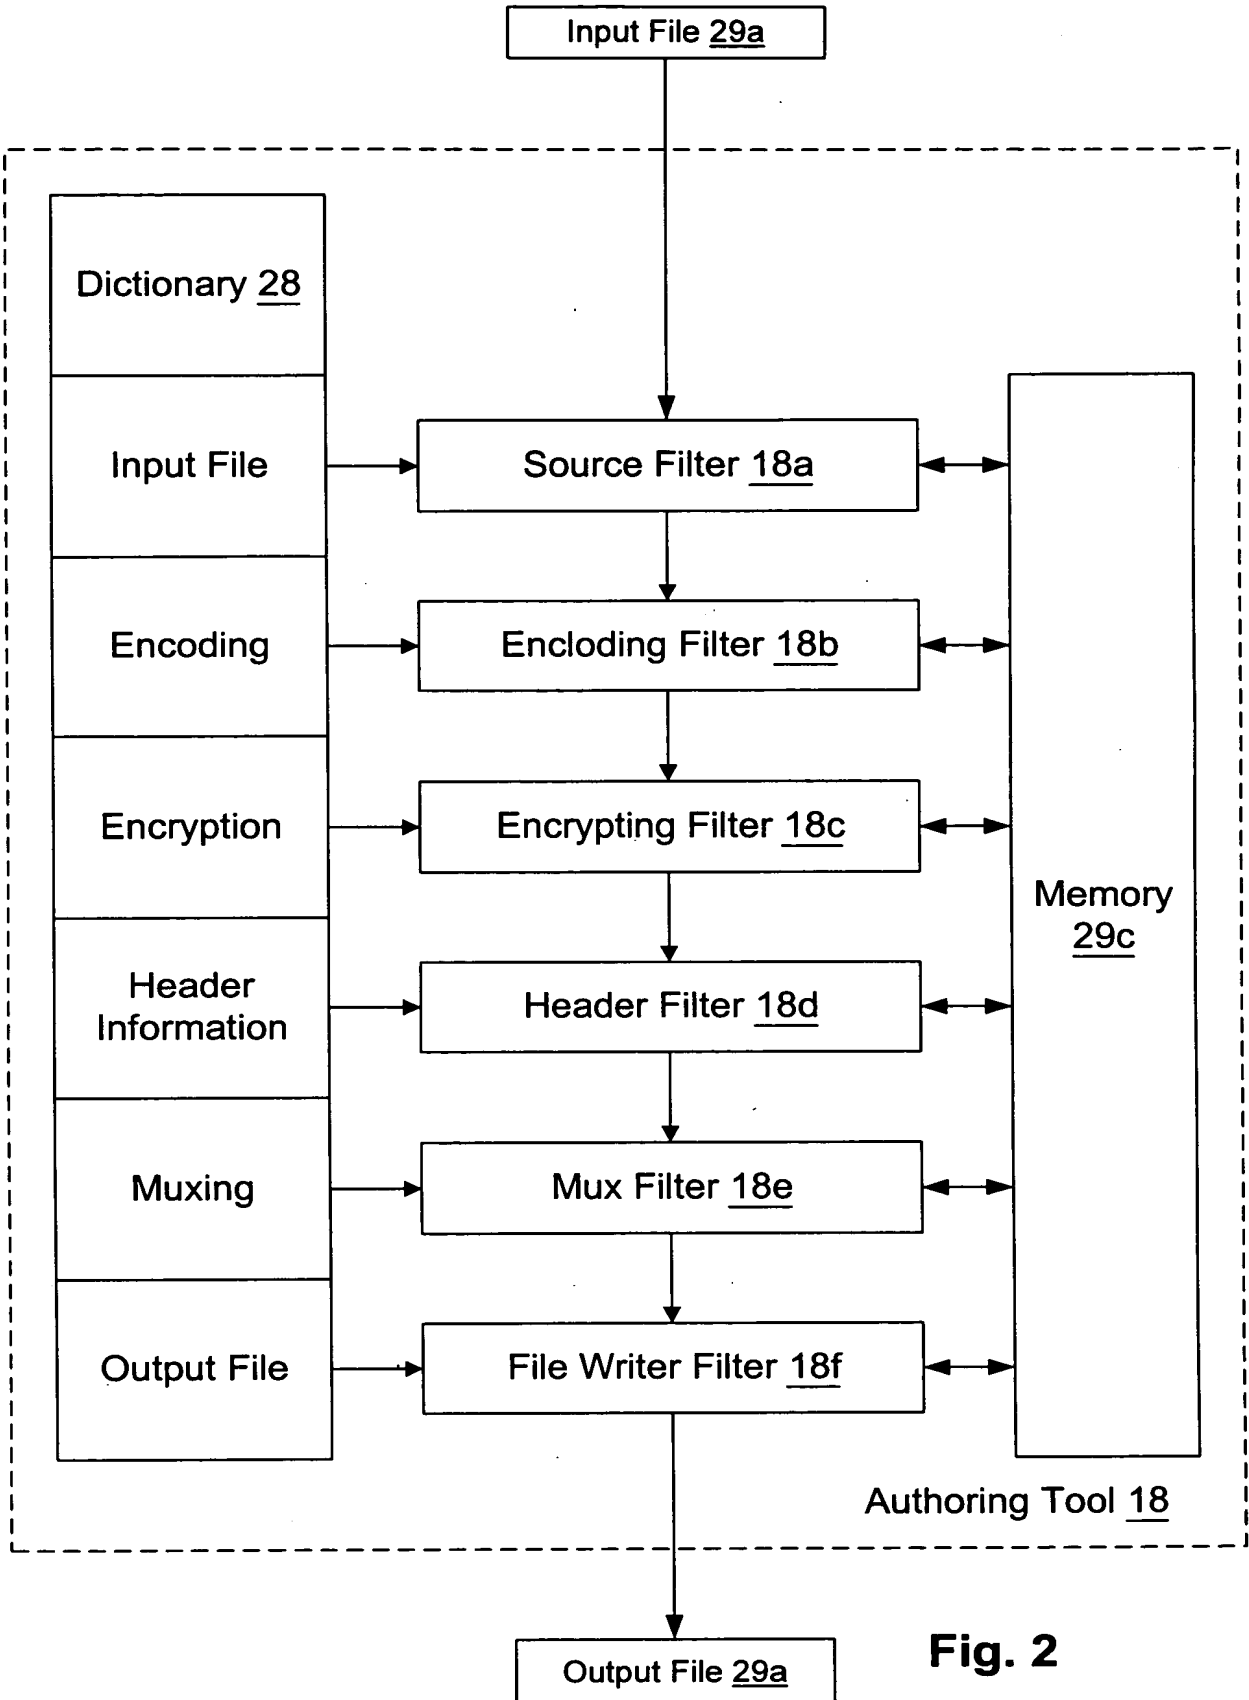 Input File 29a
Dictionary 28
Input File
Source Filter 18a
Encoding
Encloding Filter 18b
Encryption
Encrypting Filter 18c
Memory
29c
Header
Information
Header Filter 18d
Muxing
Mux Filter 18e
Output File
File Writer Filter 18f
Authoring Tool 18
Output File 29a
Fig. 2